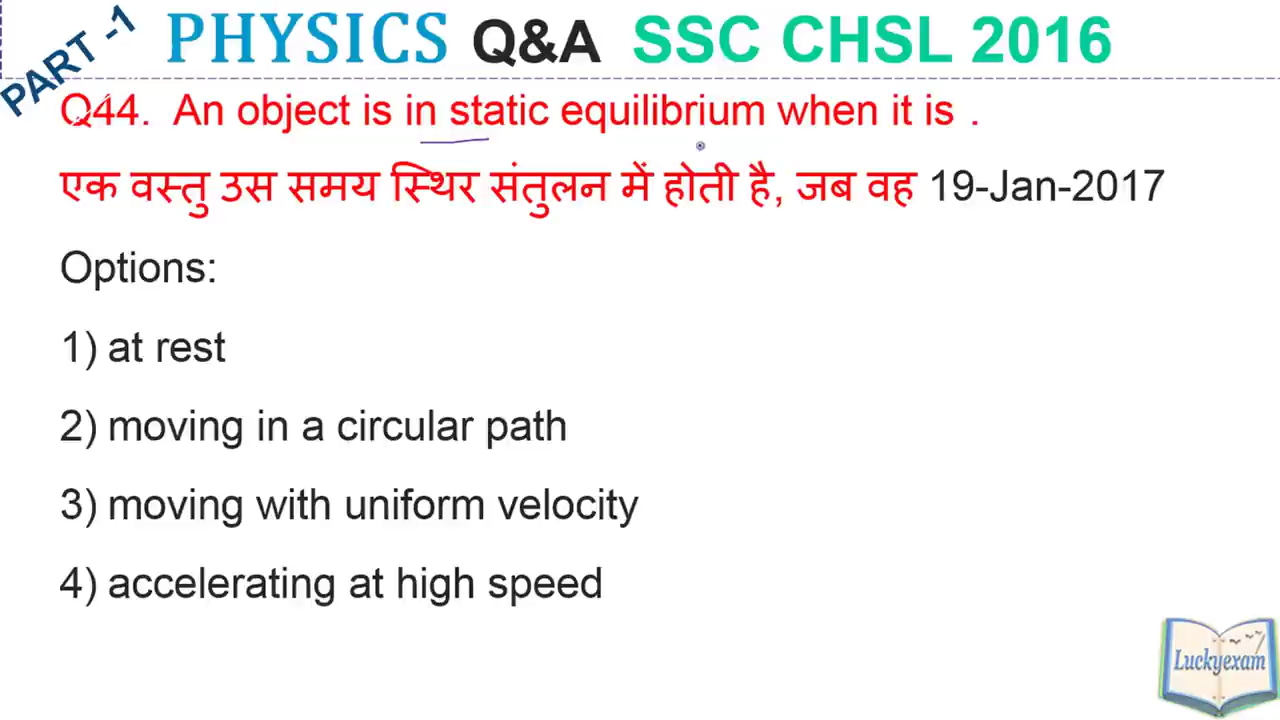 PART -1
PHYSICS Q&A SSC CHSL 2016
Q44. An object is in static equilibrium when it is .
एक वस्तु उस समय स्थिर संतुलन में होती है, जब वह 19-Jan-2017
Options:
1) at rest
2) moving in a circular path
3) moving with uniform velocity
4) accelerating at high speed
Luckyexam